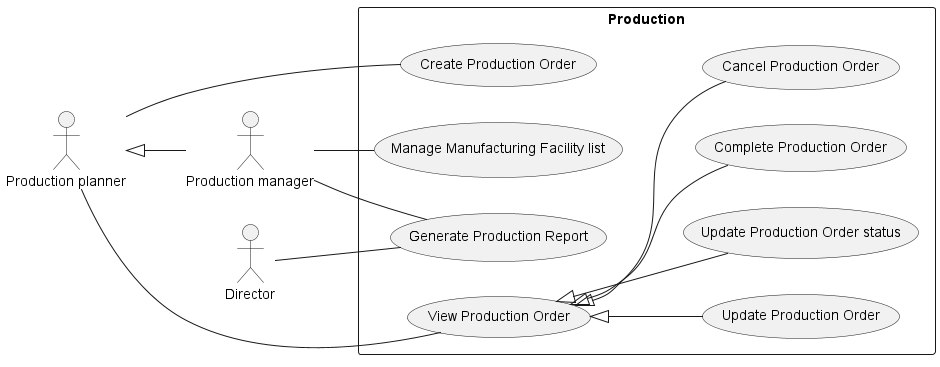 Production
Create Production Order
Cancel Production Order
Production planner
Production manager
Manage Manufacturing Facility list
Complete Production Order
Director
Generate Production Report
Update Production Order status
View Production Order
Update Production Order